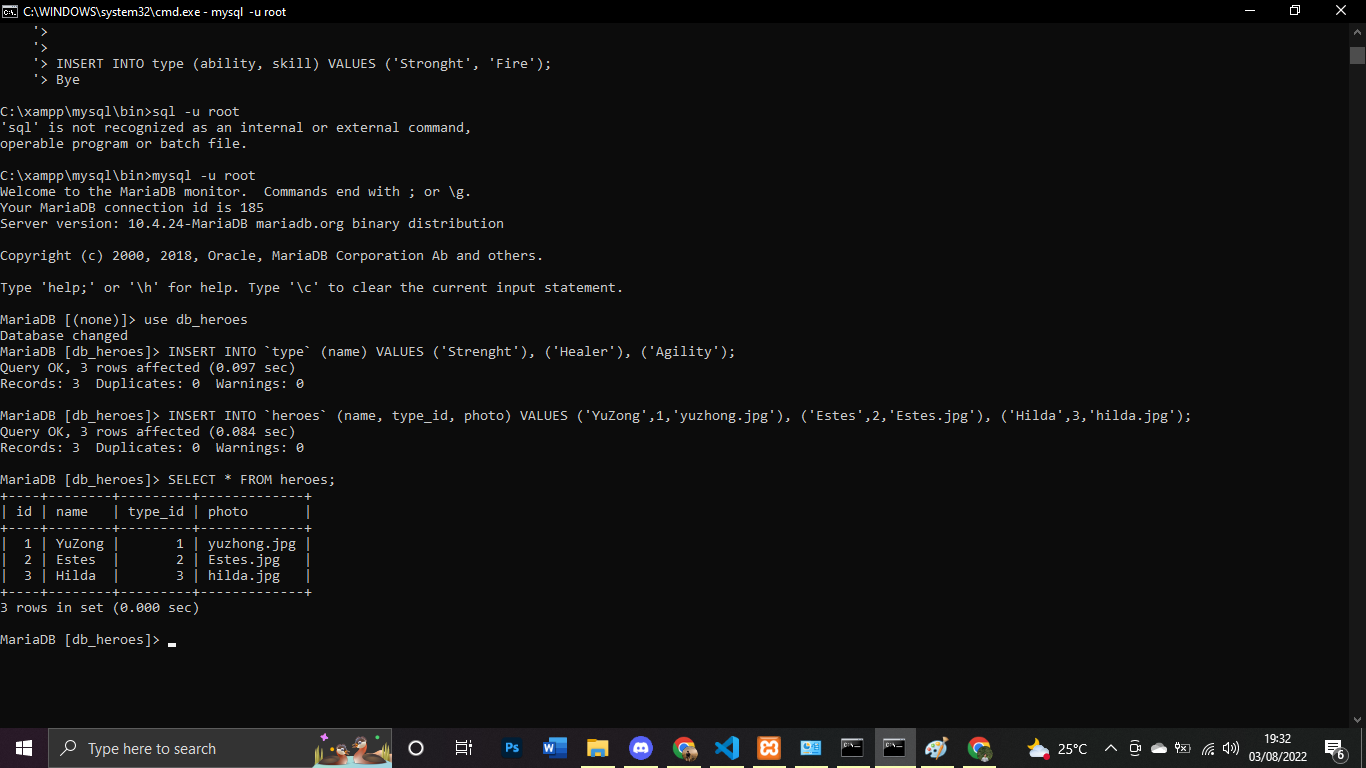 C:\WINDOWS\system32\cmd.exe - mysql -u root
'>
'>
'> INSERT INTO type (ability, skill) VALUES ('Stronght', 'Fire');
'> Bye
C:\xampp\mysql\bin>sql -u root
'sql' is not recognized as an internal or external command,
operable program or batch file.
C:\xampp\mysql\bin>mysql -u root
Welcome to the MariaDB monitor.  Commands end with ; or \g.
Your MariaDB connection id is 185
Server version: 10.4.24-MariaDB mariadb.org binary distribution
Copyright (c) 2000, 2018, Oracle, MariaDB Corporation Ab and others.
Type 'help;' or '\h' for help. Type '\c' to clear the current input statement.
MariaDB [(none)]> use db_heroes
Database changed
MariaDB [db_heroes]> INSERT INTO `type` (name) VALUES ('Strenght'), ('Healer'), ('Agility');
Query OK, 3 rows affected (0.097 sec)
Records: 3  Duplicates: 0  Warnings: 0
MariaDB [db_heroes]> INSERT INTO `heroes` (name, type_id, photo) VALUES ('YuZong',1,'yuzhong.jpg'), ('Estes',2,'Estes.jpg'), ('Hilda',3,'hilda.jpg');
Query OK, 3 rows affected (0.084 sec)
Records: 3  Duplicates: 0  Warnings: 0
MariaDB [db_heroes]> SELECT * FROM heroes;
+----+--------+---------+-------------+
| id | name   | type_id | photo       |
+----+--------+---------+-------------+
|  1 | YuZong |       1 | yuzhong.jpg |
|  2 | Estes  |       2 | Estes.jpg   |
|  3 | Hilda  |       3 | hilda.jpg   |
+----+--------+---------+-------------+
3 rows in set (0.000 sec)
MariaDB [db_heroes]> _
Type here to search
Ps
W
25°C
19:32
03/08/2022
6